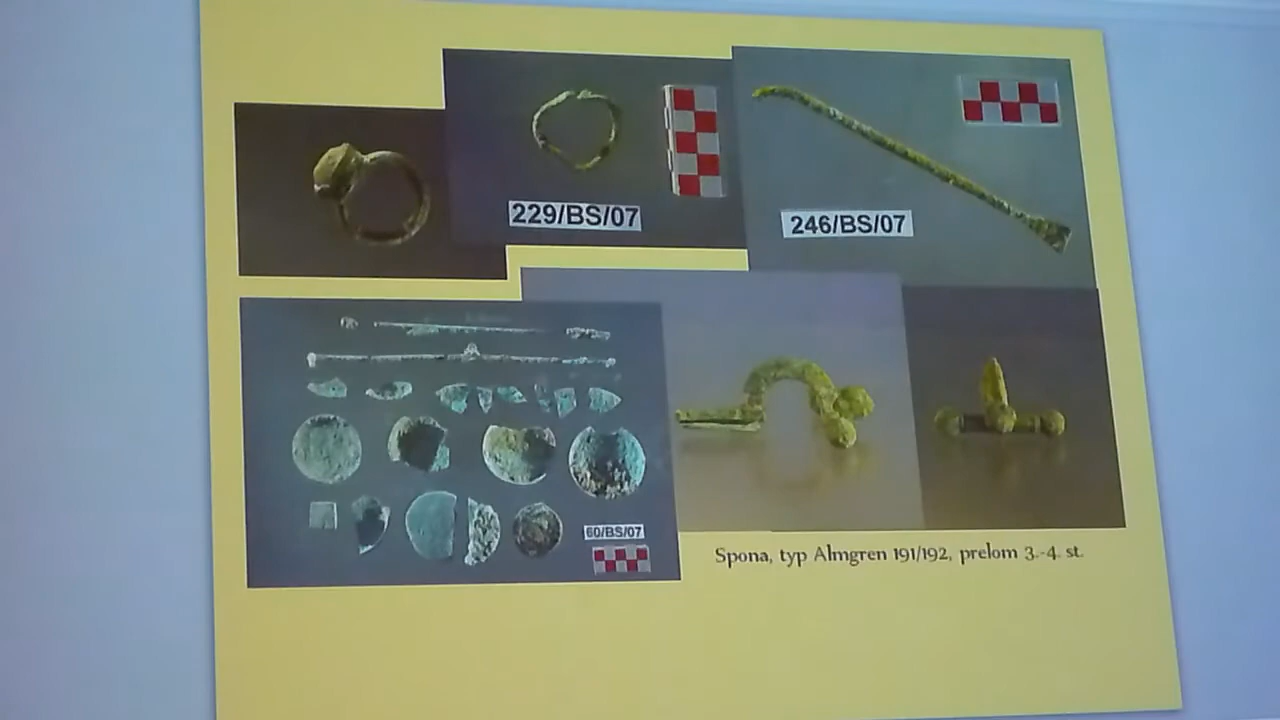 229/BS/07
246/BS/07
60/BS/07
Spona, typ Almgren 191/192, prelom 3.-4. st.